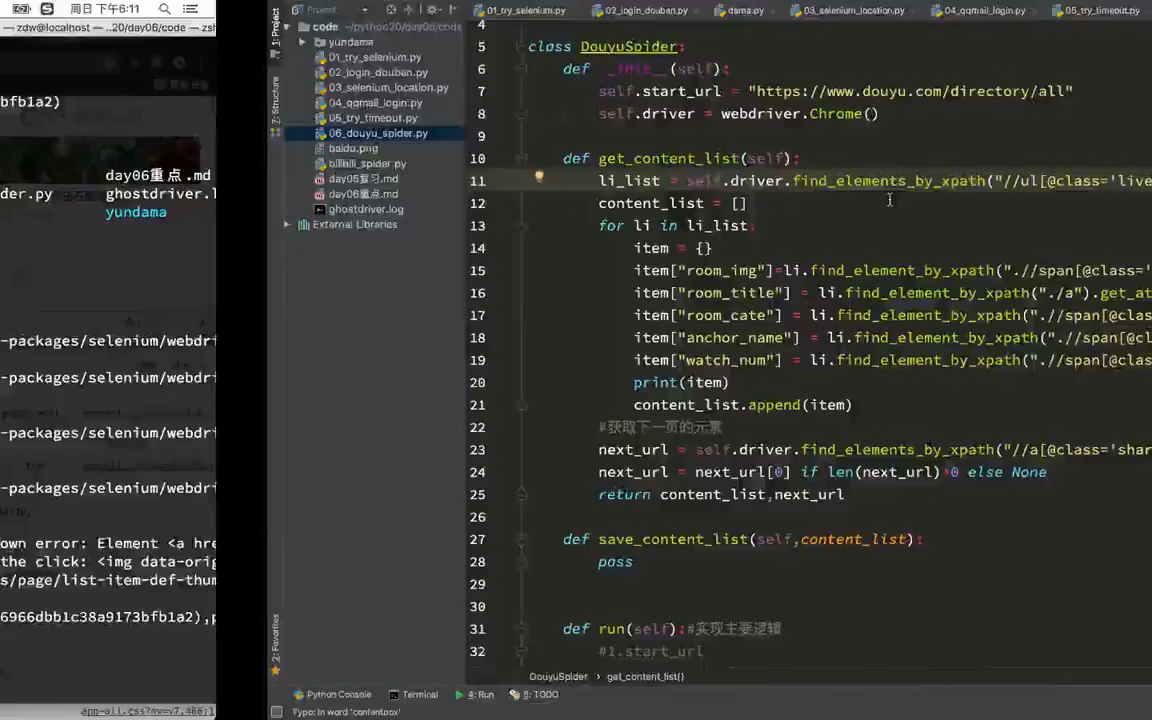 周日 下午6:11
zdw@localhost — ..20/day06/code — zsh
bfb1a2)
day06重点.md
der.py
ghostdriver.l
yundama
-packages/selenium/webdri
-packages/selenium/webdri
-packages/selenium/webdri
-packages/selenium/webdri
own error: Element <a hre
the click: <img data-orig
s/page/list-item-def-thum
6966dbb1c38a9173bfb1a2),p
1: Project
Project
01_try_selenium.py
02_login_douban.py
dama.py
03_selenium_location.py
04_qqmail_login.py
05_try_timeout.py
code ~/python20/day06/code
yundama
01_try_selenium.py
02_login_douban.py
03_selenium_location.py
04_qqmail_login.py
05_try_timeout.py
06_douyu_spider.py
baidu.png
bilibili_spider.py
day05复习.md
day06重点.md
ghostdriver.log
External Libraries
7: Structure
2: Favorites
4
5 class DouyuSpider:
6 def __init__(self):
7 self.start_url = "https://www.douyu.com/directory/all"
8 self.driver = webdriver.Chrome()
9
10 def get_content_list(self):
11 li_list = self.driver.find_elements_by_xpath("//ul[@class='live
12 content_list = []
13 for li in li_list:
14 item = {}
15 item["room_img"]=li.find_element_by_xpath(".//span[@class='
16 item["room_title"] = li.find_element_by_xpath("./a").get_at
17 item["room_cate"] = li.find_element_by_xpath(".//span[@clas
18 item["anchor_name"] = li.find_element_by_xpath(".//span[@cl
19 item["watch_num"] = li.find_element_by_xpath(".//span[@clas
20 print(item)
21 content_list.append(item)
22 #获取下一页的元素
23 next_url = self.driver.find_elements_by_xpath("//a[@class='shar
24 next_url = next_url[0] if len(next_url)>0 else None
25 return content_list,next_url
26
27 def save_content_list(self,content_list):
28 pass
29
30
31 def run(self):#实现主要逻辑
32 #1.start_url
DouyuSpider
get_content_list()
Python Console
Terminal
4: Run
6: TODO
Typo: In word 'contentbox'